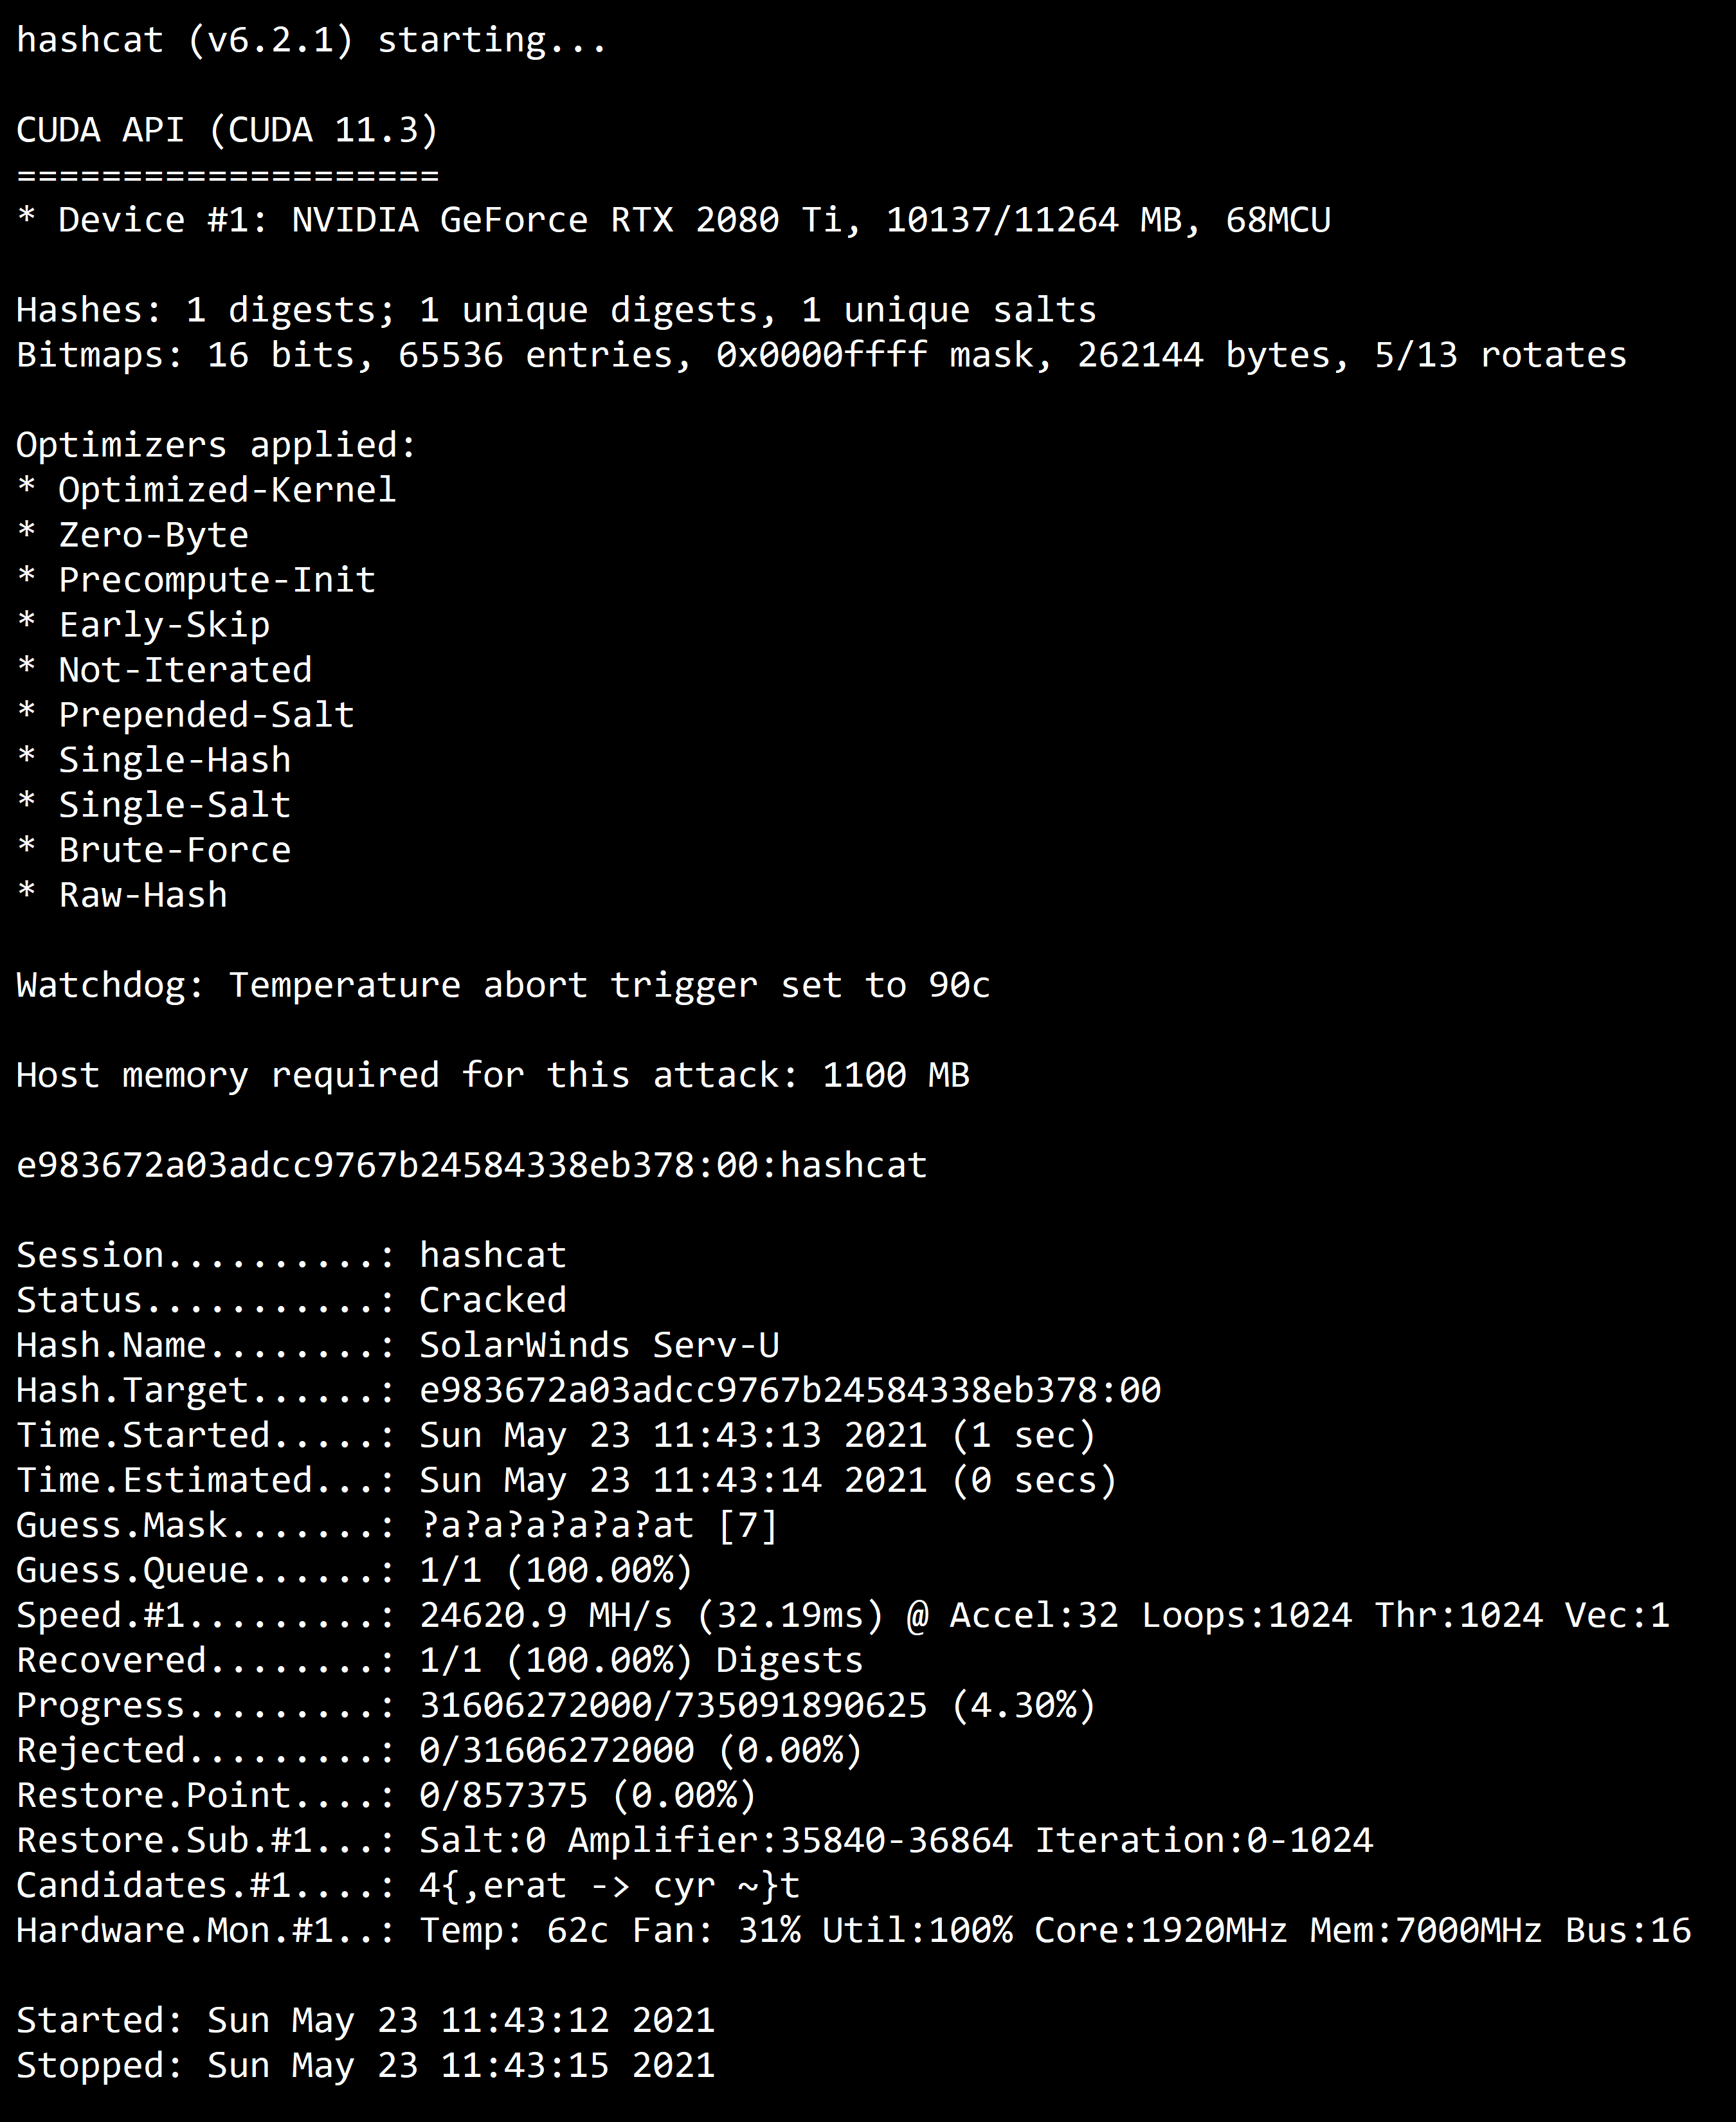 hashcat (v6.2.1) starting...
CUDA API (CUDA 11.3)
====================
* Device #1: NVIDIA GeForce RTX 2080 Ti, 10137/11264 MB, 68MCU
Hashes: 1 digests; 1 unique digests, 1 unique salts
Bitmaps: 16 bits, 65536 entries, 0x0000ffff mask, 262144 bytes, 5/13 rotates
Optimizers applied:
* Optimized-Kernel
* Zero-Byte
* Precompute-Init
* Early-Skip
* Not-Iterated
* Prepended-Salt
* Single-Hash
* Single-Salt
* Brute-Force
* Raw-Hash
Watchdog: Temperature abort trigger set to 90c
Host memory required for this attack: 1100 MB
e983672a03adcc9767b24584338eb378:00:hashcat
Session..........: hashcat
Status...........: Cracked
Hash.Name........: SolarWinds Serv-U
Hash.Target......: e983672a03adcc9767b24584338eb378:00
Time.Started.....: Sun May 23 11:43:13 2021 (1 sec)
Time.Estimated...: Sun May 23 11:43:14 2021 (0 secs)
Guess.Mask.......: ?a?a?a?a?a?at [7]
Guess.Queue......: 1/1 (100.00%)
Speed.#1.........: 24620.9 MH/s (32.19ms) @ Accel:32 Loops:1024 Thr:1024 Vec:1
Recovered........: 1/1 (100.00%) Digests
Progress.........: 31606272000/735091890625 (4.30%)
Rejected.........: 0/31606272000 (0.00%)
Restore.Point....: 0/857375 (0.00%)
Restore.Sub.#1...: Salt:0 Amplifier:35840-36864 Iteration:0-1024
Candidates.#1....: 4{,erat -> cyr ~}t
Hardware.Mon.#1..: Temp: 62c Fan: 31% Util:100% Core:1920MHz Mem:7000MHz Bus:16
Started: Sun May 23 11:43:12 2021
Stopped: Sun May 23 11:43:15 2021